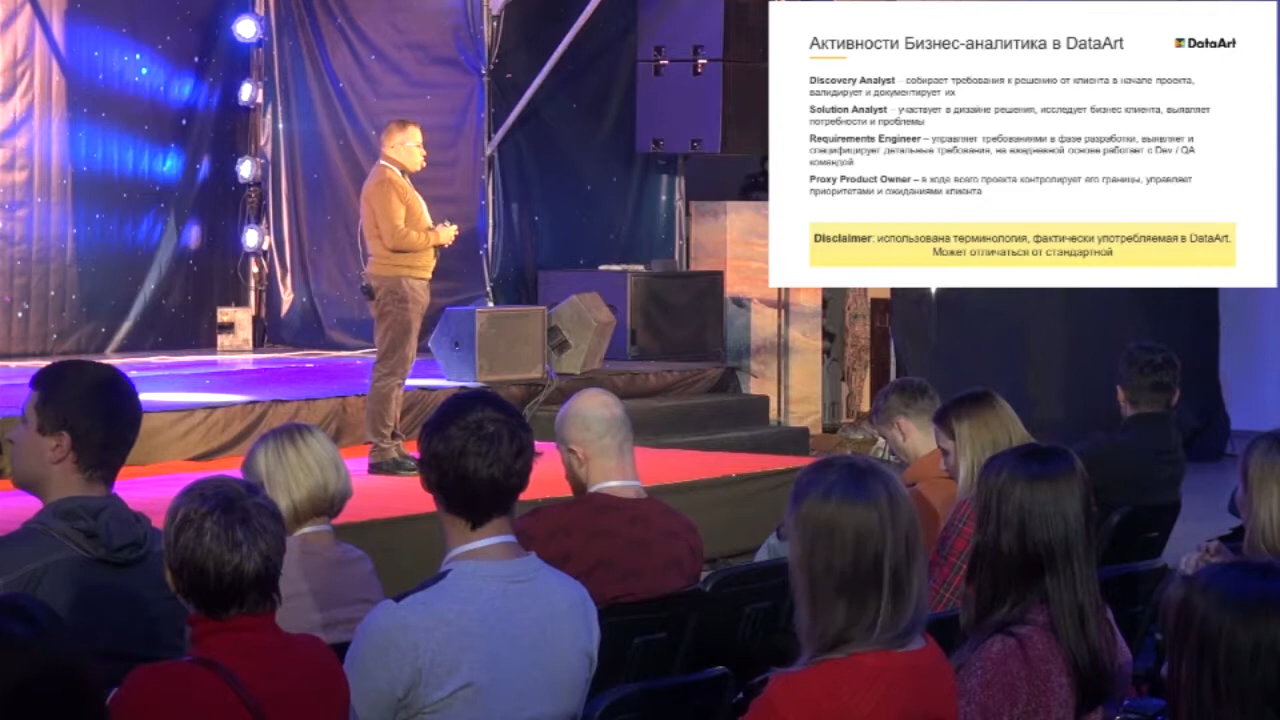 Активности Бизнес-аналитика в DataArt
DataArt
Discovery Analyst – собирает требования к решению от клиента в начале проекта,
валидирует и документирует их
Solution Analyst – участвует в дизайне решения, исследует бизнес клиента, выявляет
потребности и проблемы
Requirements Engineer – управляет требованиями в фазе разработки, выявляет и
специфицирует детальные требования, на ежедневной основе работает с Dev / QA
командой
Proxy Product Owner – в ходе всего проекта контролирует его границы, управляет
приоритетами и ожиданиями клиента
Disclaimer: использована терминология, фактически употребляемая в DataArt.
Может отличаться от стандартной